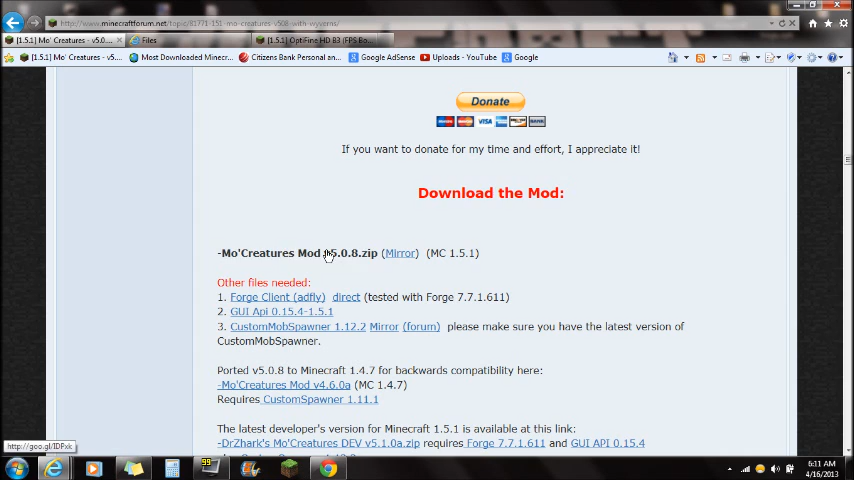 http://www.minecraftforum.net/topic/81771-151-mo-creatures-v508-with-wyverns/
[1.5.1] Mo' Creatures - v5.0....
Files
[1.5.1] OptiFine HD B3 (FPS Bo...
[1.5.1] Mo' Creatures - v5....
Most Downloaded Minecr...
Citizens Bank Personal an...
Google AdSense
Uploads - YouTube
Google
Donate
VISA
If you want to donate for my time and effort, I appreciate it!
Download the Mod:
-Mo'Creatures Mod v5.0.8.zip (Mirror) (MC 1.5.1)
Other files needed:
1. Forge Client (adfly) direct (tested with Forge 7.7.1.611)
2. GUI Api 0.15.4-1.5.1
3. CustomMobSpawner 1.12.2 Mirror (forum) please make sure you have the latest version of
CustomMobSpawner.
Ported v5.0.8 to Minecraft 1.4.7 for backwards compatibility here:
-Mo'Creatures Mod v4.6.0a (MC 1.4.7)
Requires CustomSpawner 1.11.1
The latest developer's version for Minecraft 1.5.1 is available at this link:
-DrZhark's Mo'Creatures DEV v5.1.0a.zip requires Forge 7.7.1.611 and GUI API 0.15.4
http://goo.gl/IDPxk
99
6:11 AM
4/16/2013